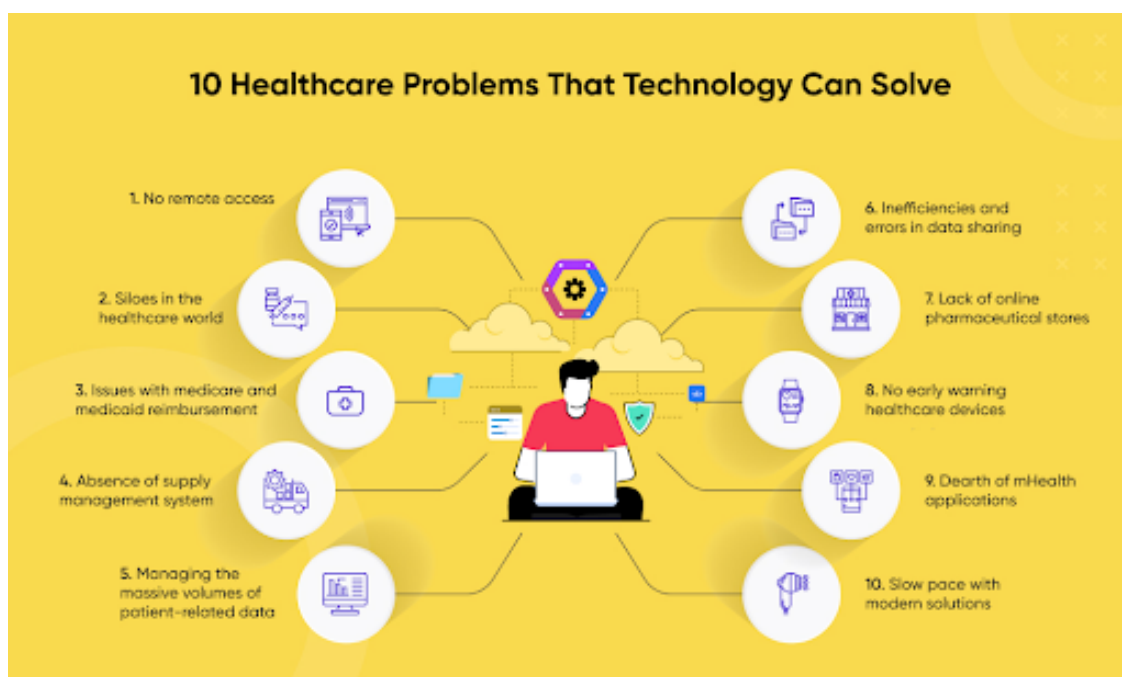 10 Healthcare Problems That Technology Can Solve
1. No remote access
2. Siloes in the
healthcare world
3. Issues with medicare and
medicaid reimbursement
4. Absence of supply
management system
5. Managing the
massive volumes of
patient-related data
6. Inefficiencies and
errors in data sharing
7. Lack of online
pharmaceutical stores
8. No early warning
healthcare devices
9. Dearth of mHealth
applications
10. Slow pace with
modern solutions